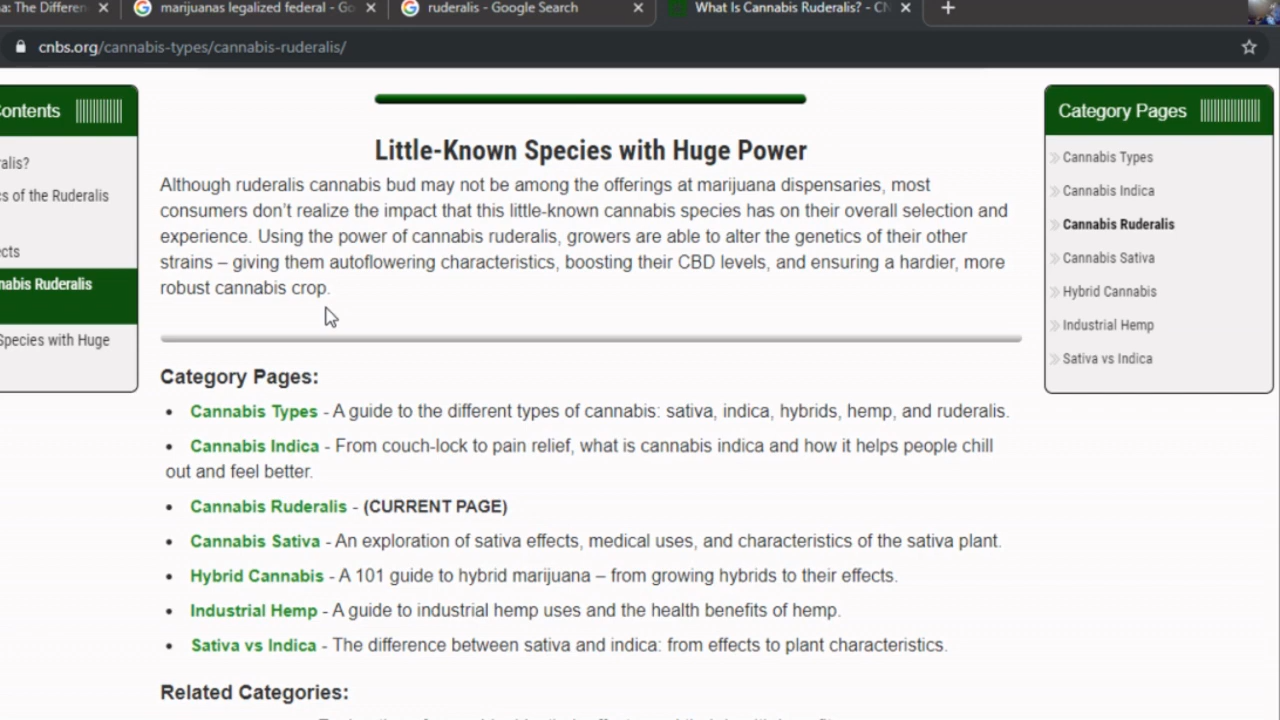 a: The Differen
marijuanas legalized federal - Go
ruderalis - Google Search
What Is Cannabis Ruderalis? - CN
cnbs.org/cannabis-types/cannabis-ruderalis/
Contents
alis?
cs of the Ruderalis
ects
nabis Ruderalis
Species with Huge
Little-Known Species with Huge Power
Although ruderalis cannabis bud may not be among the offerings at marijuana dispensaries, most
consumers don’t realize the impact that this little-known cannabis species has on their overall selection and
experience. Using the power of cannabis ruderalis, growers are able to alter the genetics of their other
strains – giving them autoflowering characteristics, boosting their CBD levels, and ensuring a hardier, more
robust cannabis crop.
Category Pages:
• Cannabis Types - A guide to the different types of cannabis: sativa, indica, hybrids, hemp, and ruderalis.
• Cannabis Indica - From couch-lock to pain relief, what is cannabis indica and how it helps people chill
out and feel better.
• Cannabis Ruderalis - (CURRENT PAGE)
• Cannabis Sativa - An exploration of sativa effects, medical uses, and characteristics of the sativa plant.
• Hybrid Cannabis - A 101 guide to hybrid marijuana – from growing hybrids to their effects.
• Industrial Hemp - A guide to industrial hemp uses and the health benefits of hemp.
• Sativa vs Indica - The difference between sativa and indica: from effects to plant characteristics.
Related Categories:
Category Pages
Cannabis Types
Cannabis Indica
Cannabis Ruderalis
Cannabis Sativa
Hybrid Cannabis
Industrial Hemp
Sativa vs Indica